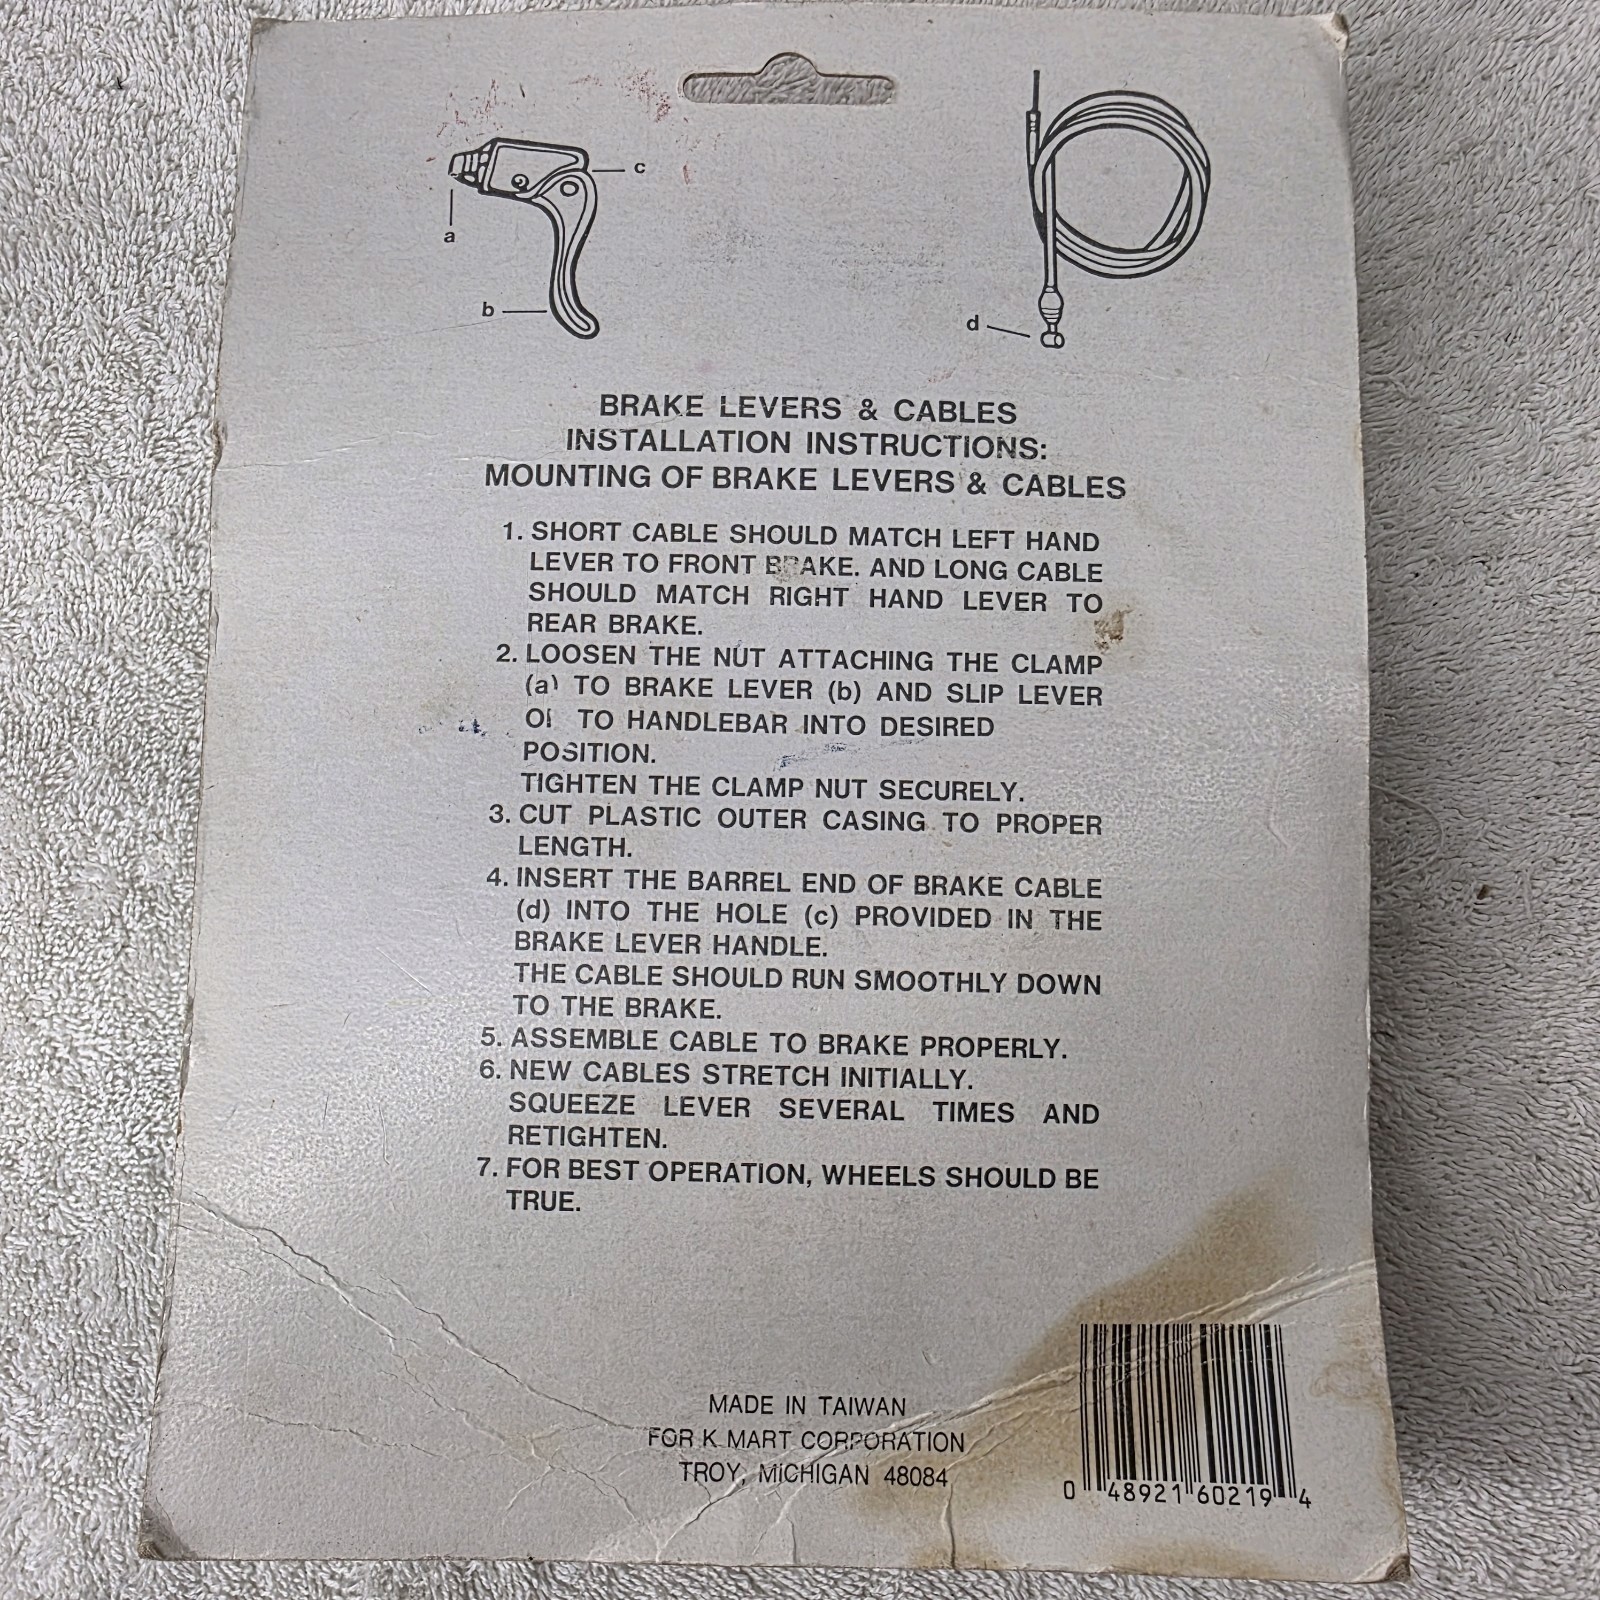 c
a
b
d
BRAKE LEVERS & CABLES
INSTALLATION INSTRUCTIONS:
MOUNTING OF BRAKE LEVERS & CABLES
1. SHORT CABLE SHOULD MATCH LEFT HAND
LEVER TO FRONT BRAKE. AND LONG CABLE
SHOULD MATCH RIGHT HAND LEVER TO
REAR BRAKE.
2. LOOSEN THE NUT ATTACHING THE CLAMP
(a) TO BRAKE LEVER (b) AND SLIP LEVER
TO HANDLEBAR INTO DESIRED
POSITION.
TIGHTEN THE CLAMP NUT SECURELY.
3. CUT PLASTIC OUTER CASING TO PROPER
LENGTH.
4. INSERT THE BARREL END OF BRAKE CABLE
(d) INTO THE HOLE (c) PROVIDED IN THE
BRAKE LEVER HANDLE.
THE CABLE SHOULD RUN SMOOTHLY DOWN
TO THE BRAKE.
5. ASSEMBLE CABLE TO BRAKE PROPERLY.
6. NEW CABLES STRETCH INITIALLY.
SQUEEZE LEVER SEVERAL TIMES AND
RETIGHTEN.
7. FOR BEST OPERATION, WHEELS SHOULD BE
TRUE.
MADE IN TAIWAN
FOR K MART CORPORATION
TROY, MICHIGAN 48084
0 48921 60219 4